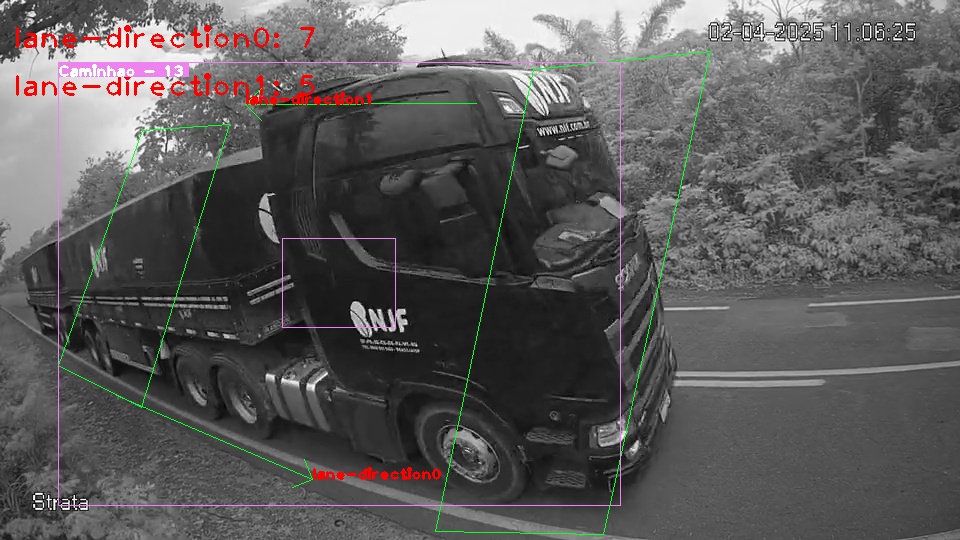 lane-direction0: 7
02-04-2025 11:06:25
Caminhao - 13
lane-direction1: 5
lane-direction1
NJF
www.njf.com.br
NJF
lane-direction0
Strata